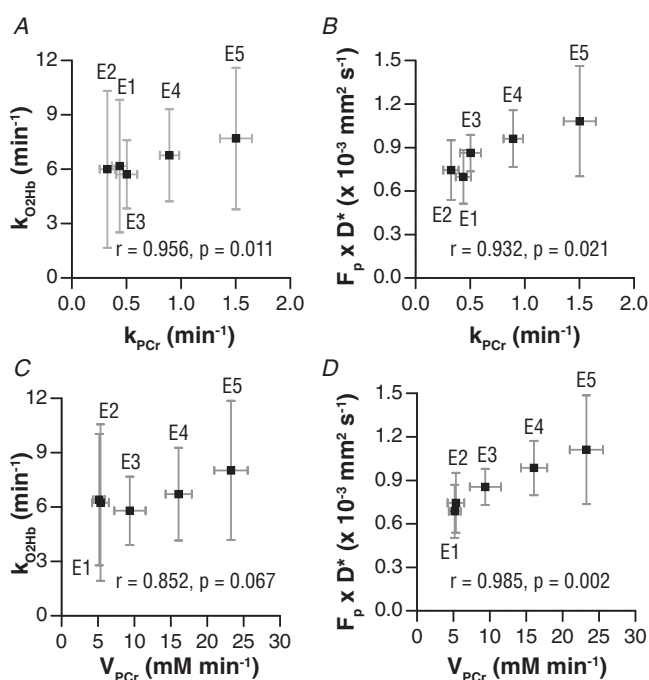 A
12
9
6
3
0
k_O2Hb (min⁻¹)
E2
E1
E3
E4
E5
r = 0.956, p = 0.011
0.0 0.5 1.0 1.5 2.0
k_PCr (min⁻¹)
B
1.5
1.2
0.9
0.6
0.3
0.0
F_p x D* (x 10⁻³ mm² s⁻¹)
E2
E1
E3
E4
E5
r = 0.932, p = 0.021
0.0 0.5 1.0 1.5 2.0
k_PCr (min⁻¹)
C
12
9
6
3
0
k_O2Hb (min⁻¹)
E2
E1
E3
E4
E5
r = 0.852, p = 0.067
0 5 10 15 20 25 30
V_PCr (mM min⁻¹)
D
1.5
1.2
0.9
0.6
0.3
0.0
F_p x D* (x 10⁻³ mm² s⁻¹)
E2
E1
E3
E4
E5
r = 0.985, p = 0.002
0 5 10 15 20 25 30
V_PCr (mM min⁻¹)